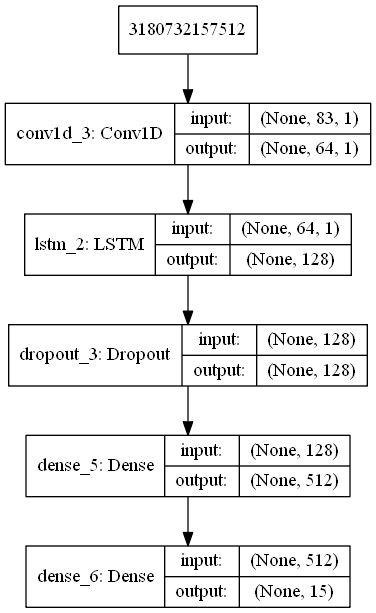 3180732157512
conv1d_3: Conv1D
input:
(None, 83, 1)
output:
(None, 64, 1)
lstm_2: LSTM
input:
(None, 64, 1)
output:
(None, 128)
dropout_3: Dropout
input:
(None, 128)
output:
(None, 128)
dense_5: Dense
input:
(None, 128)
output:
(None, 512)
dense_6: Dense
input:
(None, 512)
output:
(None, 15)